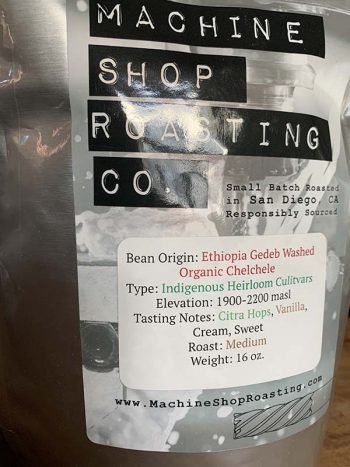 MACHINE
SHOP
ROASTING
CO.
Small Batch Roasted
in San Diego, CA
Responsibly Sourced
Bean Origin: Ethiopia Gedeb Washed
Organic Chelchele
Type: Indigenous Heirloom Culitvars
Elevation: 1900-2200 masl
Tasting Notes: Citra Hops, Vanilla,
Cream, Sweet
Roast: Medium
Weight: 16 oz.
www.MachineShopRoasting.com